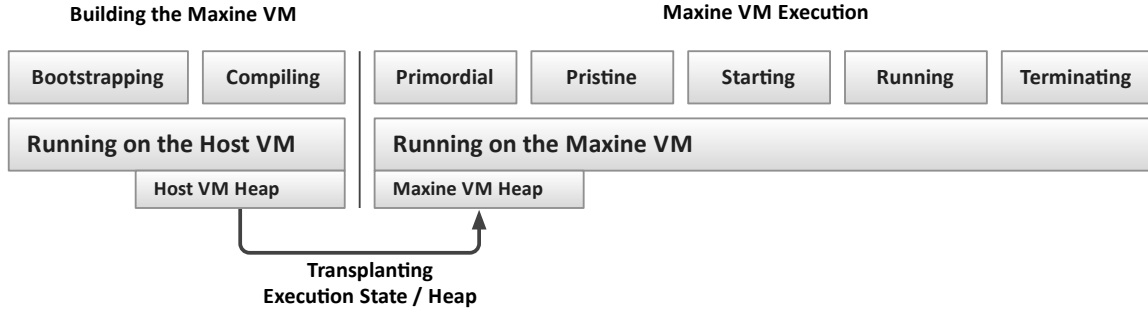 Building the Maxine VM
Maxine VM Execution
Bootstrapping
Compiling
Primordial
Pristine
Starting
Running
Terminating
Running on the Host VM
Running on the Maxine VM
Host VM Heap
Maxine VM Heap
Transplanting
Execution State / Heap